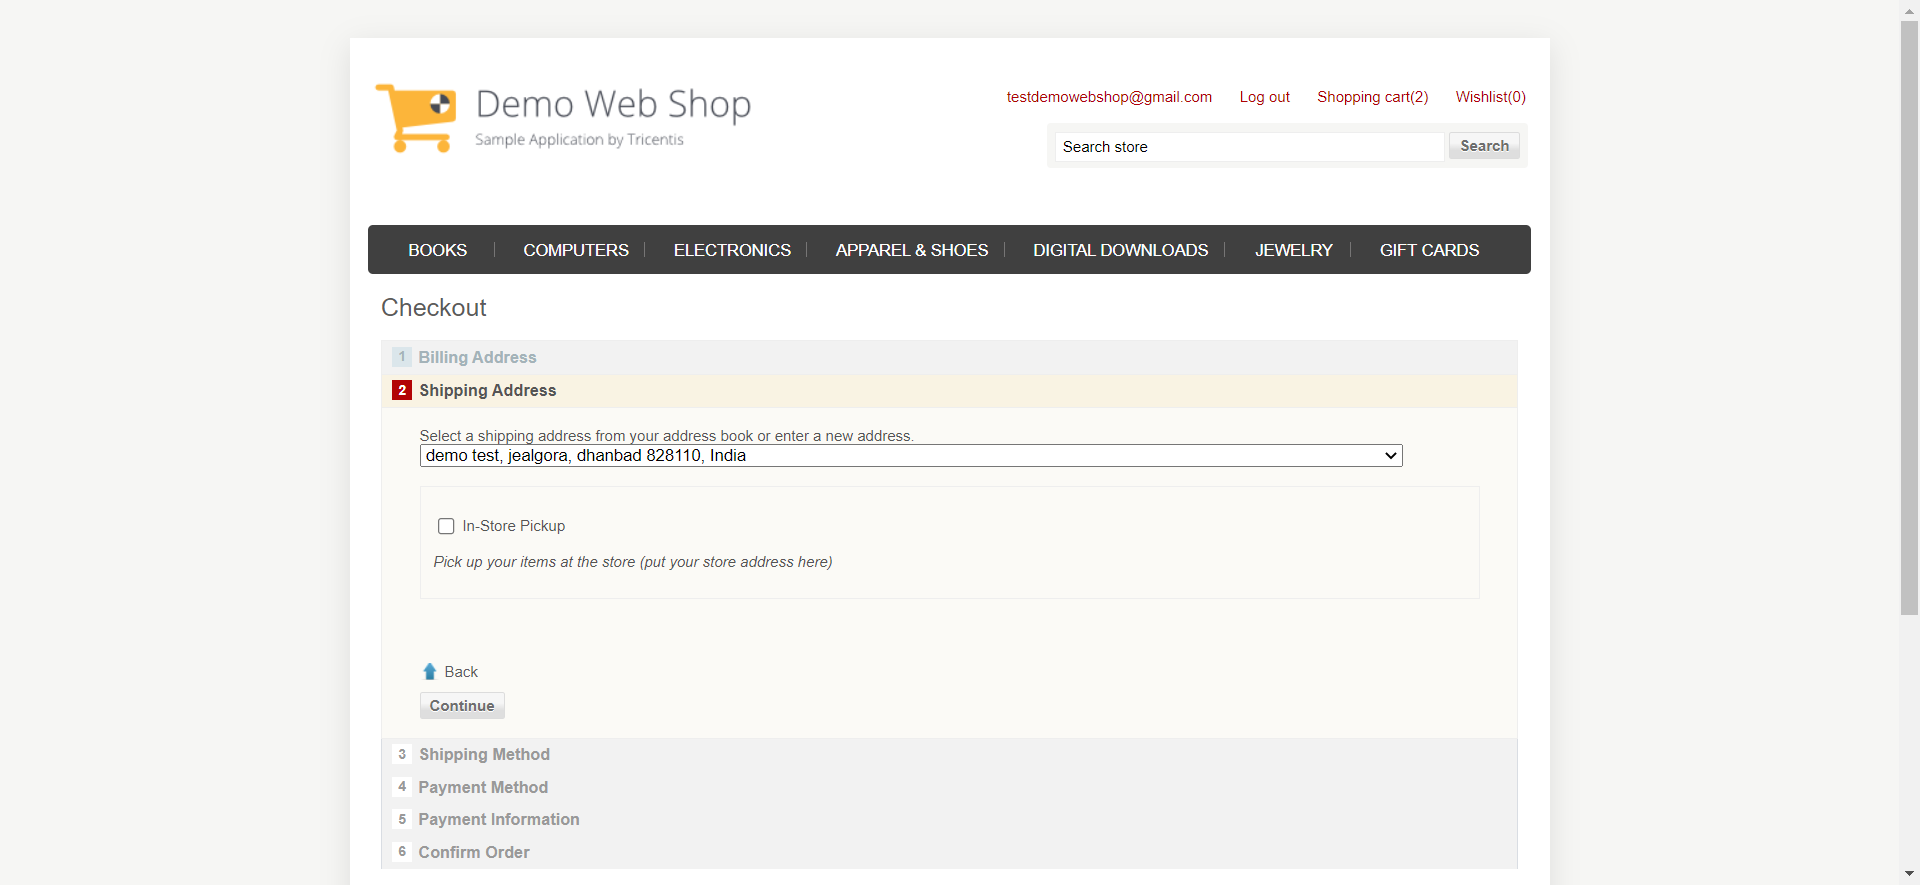 Demo Web Shop
Sample Application by Tricentis
testdemowebshop@gmail.com Log out Shopping cart(2) Wishlist(0)
Search store Search
BOOKS COMPUTERS ELECTRONICS APPAREL & SHOES DIGITAL DOWNLOADS JEWELRY GIFT CARDS
Checkout
1 Billing Address
2 Shipping Address
Select a shipping address from your address book or enter a new address.
demo test, jealgora, dhanbad 828110, India
In-Store Pickup
Pick up your items at the store (put your store address here)
Back
Continue
3 Shipping Method
4 Payment Method
5 Payment Information
6 Confirm Order